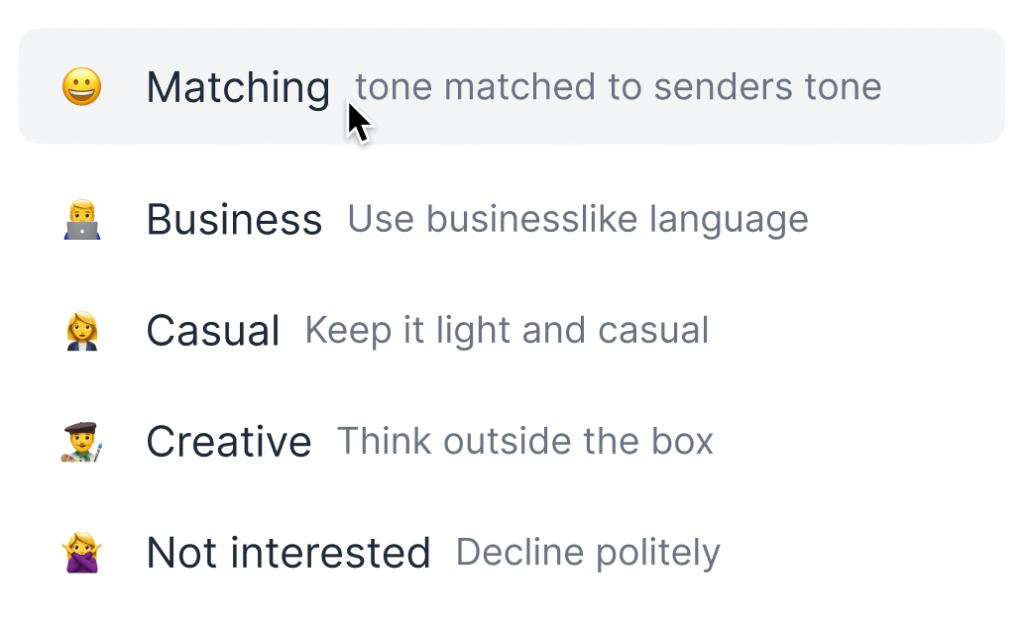 😀 Matching tone matched to senders tone
👨‍💻 Business Use businesslike language
👩‍💼 Casual Keep it light and casual
👨‍🎨 Creative Think outside the box
🙅‍♀️ Not interested Decline politely